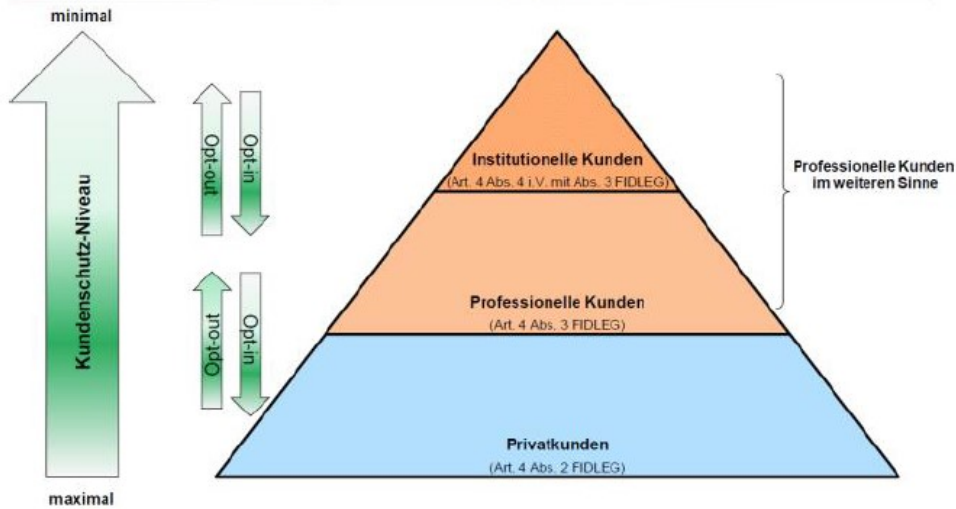 minimal
Kundenschutz-Niveau
maximal
Opt-out
Opt-in
Opt-out
Opt-in
Institutionelle Kunden
(Art. 4 Abs. 4 i.V. mit Abs. 3 FIDLEG)
Professionelle Kunden
(Art. 4 Abs. 3 FIDLEG)
Privatkunden
(Art. 4 Abs. 2 FIDLEG)
Professionelle Kunden
im weiteren Sinne